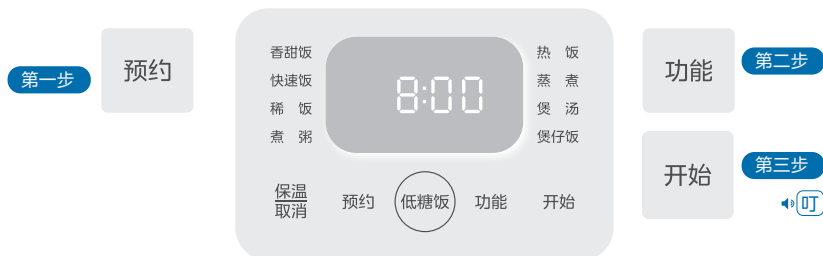 第一步
预约
香甜饭
快速饭
稀 饭
煮 粥
8:00
热 饭
蒸 煮
煲 汤
煲仔饭
保温
取消
预约
低糖饭
功能
开始
功能
第二步
开始
第三步
叮